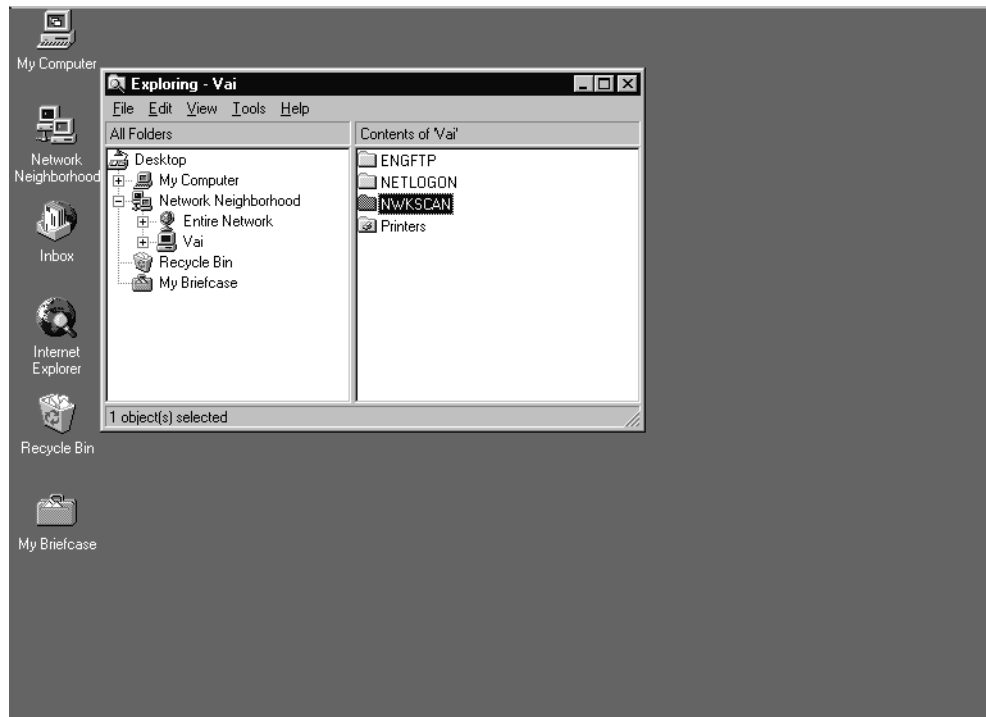 My Computer
Network
Neighborhood
Inbox
Internet
Explorer
Recycle Bin
My Briefcase
Exploring - Vai
File Edit View Tools Help
All Folders
Contents of 'Vai'
Desktop
My Computer
Network Neighborhood
Entire Network
Vai
Recycle Bin
My Briefcase
ENGFTP
NETLOGON
NWKSCAN
Printers
1 object(s) selected